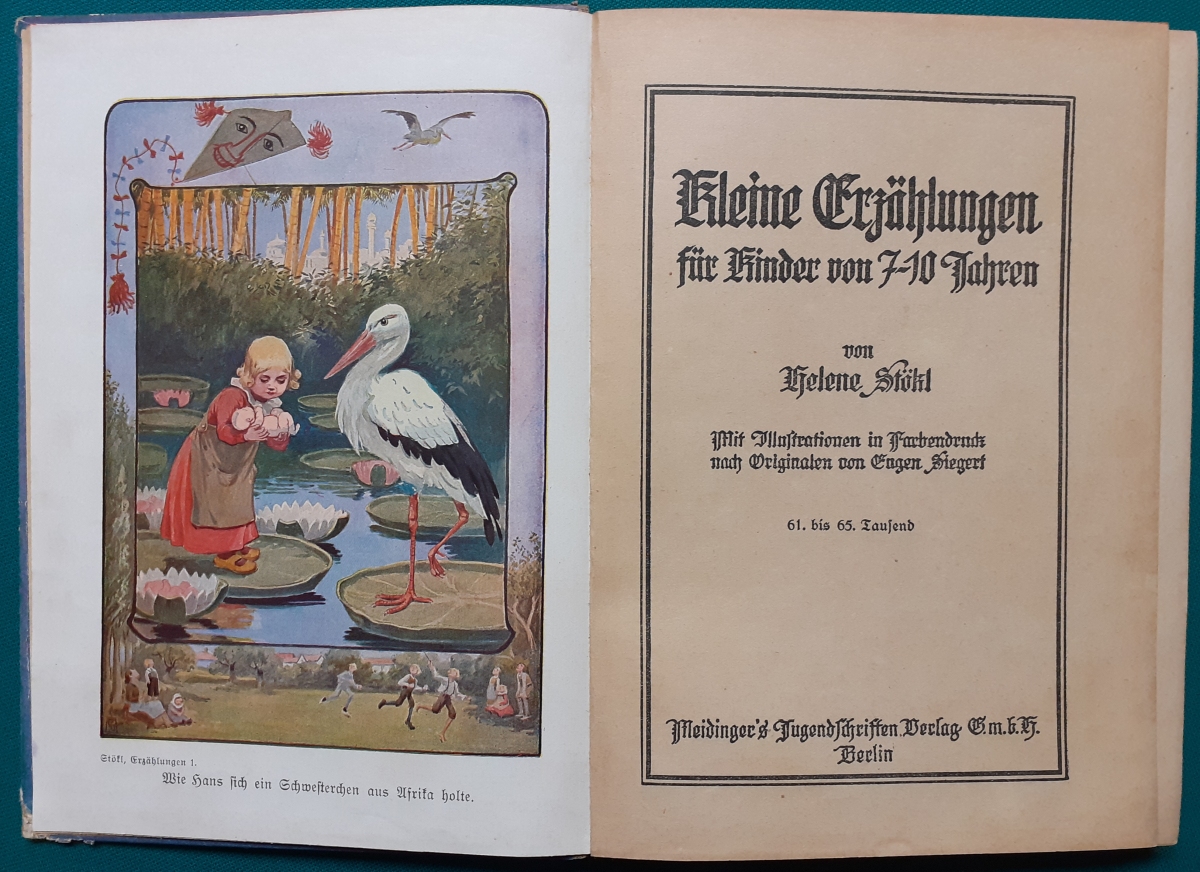 Stökl, Erzählungen 1.
Wie Hans sich ein Schwesterchen aus Afrika holte.
Kleine Erzählungen
für Kinder von 7-10 Jahren
von
Helene Stökl
Mit Illustrationen in Farbendruck
nach Originalen von Eugen Siegert
61. bis 65. Tausend
Meidinger's Jugendschriften Verlag G.m.b.H.
Berlin